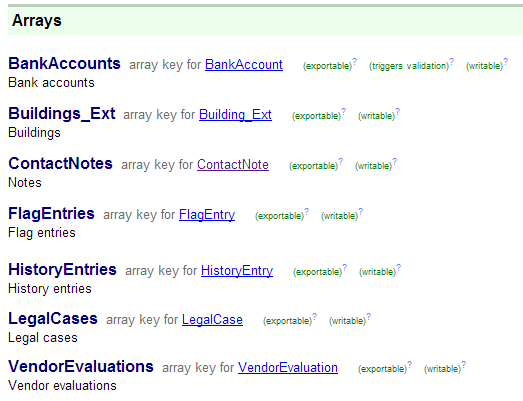 Arrays
BankAccounts array key for BankAccount (exportable)? (triggers validation)? (writable)?
Bank accounts
Buildings_Ext array key for Building_Ext (exportable)? (writable)?
Buildings
ContactNotes array key for ContactNote (exportable)? (writable)?
Notes
FlagEntries array key for FlagEntry (exportable)? (writable)?
Flag entries
HistoryEntries array key for HistoryEntry (exportable)? (writable)?
History entries
LegalCases array key for LegalCase (exportable)? (writable)?
Legal cases
VendorEvaluations array key for VendorEvaluation (exportable)? (writable)?
Vendor evaluations